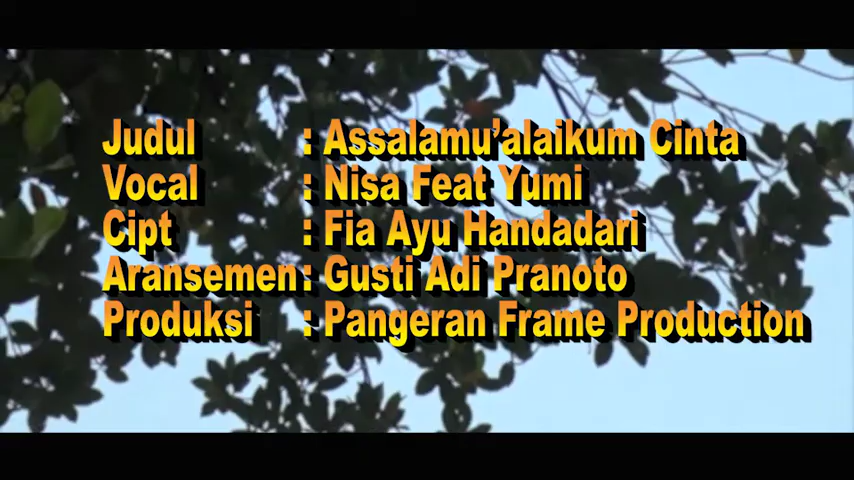 Judul : Assalamu'alaikum Cinta
Vocal : Nisa Feat Yumi
Cipt : Fia Ayu Handadari
Aransemen : Gusti Adi Pranoto
Produksi : Pangeran Frame Production